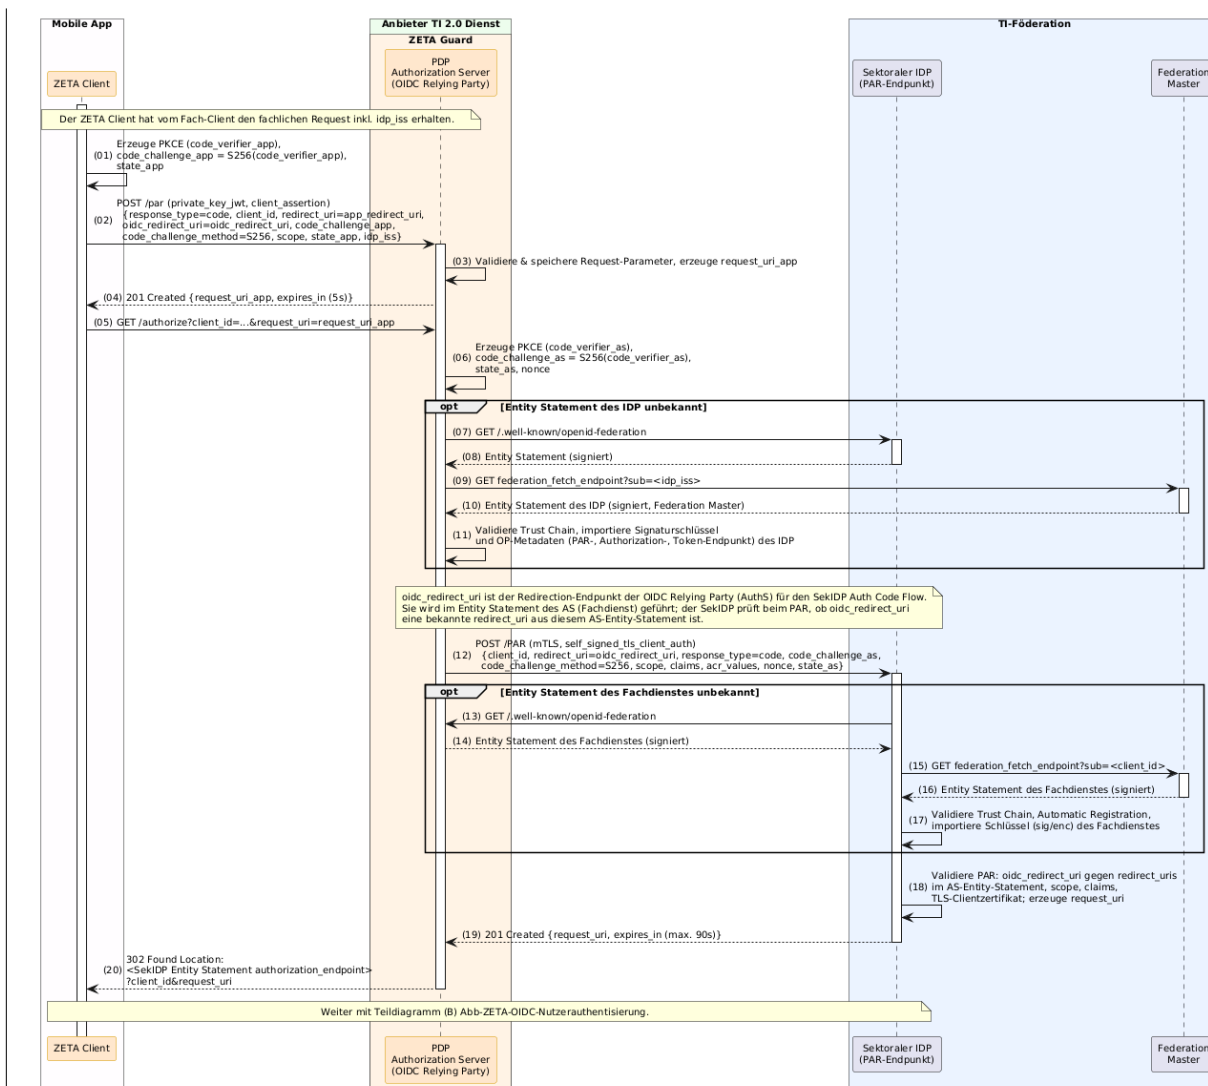 Mobile App
Anbieter TI 2.0 Dienst
TI-Föderation
ZETA Guard
ZETA Client
PDP
Authorization Server
(OIDC Relying Party)
Sektoraler IDP
(PAR-Endpunkt)
Federation
Master
Der ZETA Client hat vom Fach-Client den fachlichen Request inkl. idp_iss erhalten.
Erzeuge PKCE (code_verifier_app),
(01) code_challenge_app = S256(code_verifier_app),
state_app
POST /par (private_key_jwt, client_assertion)
(02) {response_type=code, client_id, redirect_uri=app_redirect_uri,
oidc_redirect_uri=oidc_redirect_uri, code_challenge_app,
code_challenge_method=S256, scope, state_app, idp_iss}
(03) Validiere & speichere Request-Parameter, erzeuge request_uri_app
(04) 201 Created {request_uri_app, expires_in (5s)}
(05) GET /authorize?client_id=...&request_uri=request_uri_app
Erzeuge PKCE (code_verifier_as),
(06) code_challenge_as = S256(code_verifier_as),
state_as, nonce
opt [Entity Statement des IDP unbekannt]
(07) GET /.well-known/openid-federation
(08) Entity Statement (signiert)
(09) GET federation_fetch_endpoint?sub=<idp_iss>
(10) Entity Statement des IDP (signiert, Federation Master)
(11) Validiere Trust Chain, importiere Signaturschlüssel
und OP-Metadaten (PAR-, Authorization-, Token-Endpunkt) des IDP
oidc_redirect_uri ist der Redirection-Endpunkt der OIDC Relying Party (AuthS) für den SekIDP Auth Code Flow.
Sie wird im Entity Statement des AS (Fachdienst) geführt; der SekIDP prüft beim PAR, ob oidc_redirect_uri
eine bekannte redirect_uri aus diesem AS-Entity-Statement ist.
POST /PAR (mTLS, self_signed_tls_client_auth)
(12) {client_id, redirect_uri=oidc_redirect_uri, response_type=code, code_challenge_as,
code_challenge_method=S256, scope, claims, acr_values, nonce, state_as}
opt [Entity Statement des Fachdienstes unbekannt]
(13) GET /.well-known/openid-federation
(14) Entity Statement des Fachdienstes (signiert)
(15) GET federation_fetch_endpoint?sub=<client_id>
(16) Entity Statement des Fachdienstes (signiert)
(17) Validiere Trust Chain, Automatic Registration,
importiere Schlüssel (sig/enc) des Fachdienstes
Validiere PAR: oidc_redirect_uri gegen redirect_uris
(18) im AS-Entity-Statement, scope, claims,
TLS-Clientzertifikat; erzeuge request_uri
(19) 201 Created {request_uri, expires_in (max. 90s)}
302 Found Location:
(20) <SekIDP Entity Statement authorization_endpoint>
?client_id&request_uri
Weiter mit Teildiagramm (B) Abb-ZETA-OIDC-Nutzerauthentisierung.
ZETA Client
PDP
Authorization Server
(OIDC Relying Party)
Sektoraler IDP
(PAR-Endpunkt)
Federation
Master